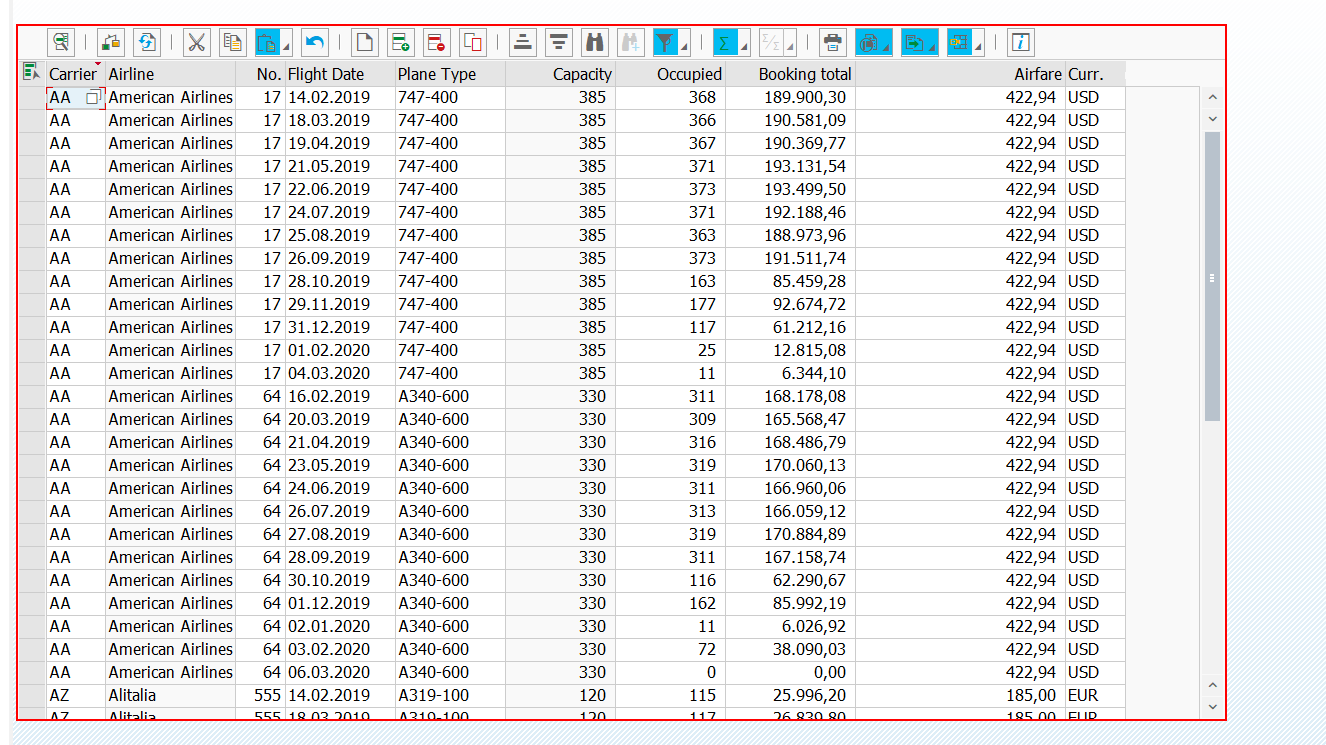 Carrier Airline No. Flight Date Plane Type Capacity Occupied Booking total Airfare Curr.
AA American Airlines 17 14.02.2019 747-400 385 368 189.900,30 422,94 USD
AA American Airlines 17 18.03.2019 747-400 385 366 190.581,09 422,94 USD
AA American Airlines 17 19.04.2019 747-400 385 367 190.369,77 422,94 USD
AA American Airlines 17 21.05.2019 747-400 385 371 193.131,54 422,94 USD
AA American Airlines 17 22.06.2019 747-400 385 373 193.499,50 422,94 USD
AA American Airlines 17 24.07.2019 747-400 385 371 192.188,46 422,94 USD
AA American Airlines 17 25.08.2019 747-400 385 363 188.973,96 422,94 USD
AA American Airlines 17 26.09.2019 747-400 385 373 191.511,74 422,94 USD
AA American Airlines 17 28.10.2019 747-400 385 163 85.459,28 422,94 USD
AA American Airlines 17 29.11.2019 747-400 385 177 92.674,72 422,94 USD
AA American Airlines 17 31.12.2019 747-400 385 117 61.212,16 422,94 USD
AA American Airlines 17 01.02.2020 747-400 385 25 12.815,08 422,94 USD
AA American Airlines 17 04.03.2020 747-400 385 11 6.344,10 422,94 USD
AA American Airlines 64 16.02.2019 A340-600 330 311 168.178,08 422,94 USD
AA American Airlines 64 20.03.2019 A340-600 330 309 165.568,47 422,94 USD
AA American Airlines 64 21.04.2019 A340-600 330 316 168.486,79 422,94 USD
AA American Airlines 64 23.05.2019 A340-600 330 319 170.060,13 422,94 USD
AA American Airlines 64 24.06.2019 A340-600 330 311 166.960,06 422,94 USD
AA American Airlines 64 26.07.2019 A340-600 330 313 166.059,12 422,94 USD
AA American Airlines 64 27.08.2019 A340-600 330 319 170.884,89 422,94 USD
AA American Airlines 64 28.09.2019 A340-600 330 311 167.158,74 422,94 USD
AA American Airlines 64 30.10.2019 A340-600 330 116 62.290,67 422,94 USD
AA American Airlines 64 01.12.2019 A340-600 330 162 85.992,19 422,94 USD
AA American Airlines 64 02.01.2020 A340-600 330 11 6.026,92 422,94 USD
AA American Airlines 64 03.02.2020 A340-600 330 72 38.090,03 422,94 USD
AA American Airlines 64 06.03.2020 A340-600 330 0 0,00 422,94 USD
AZ Alitalia 555 14.02.2019 A319-100 120 115 25.996,20 185,00 EUR
AZ Alitalia 555 18.03.2019 A319-100 120 117 26.839,80 185,00 EUR